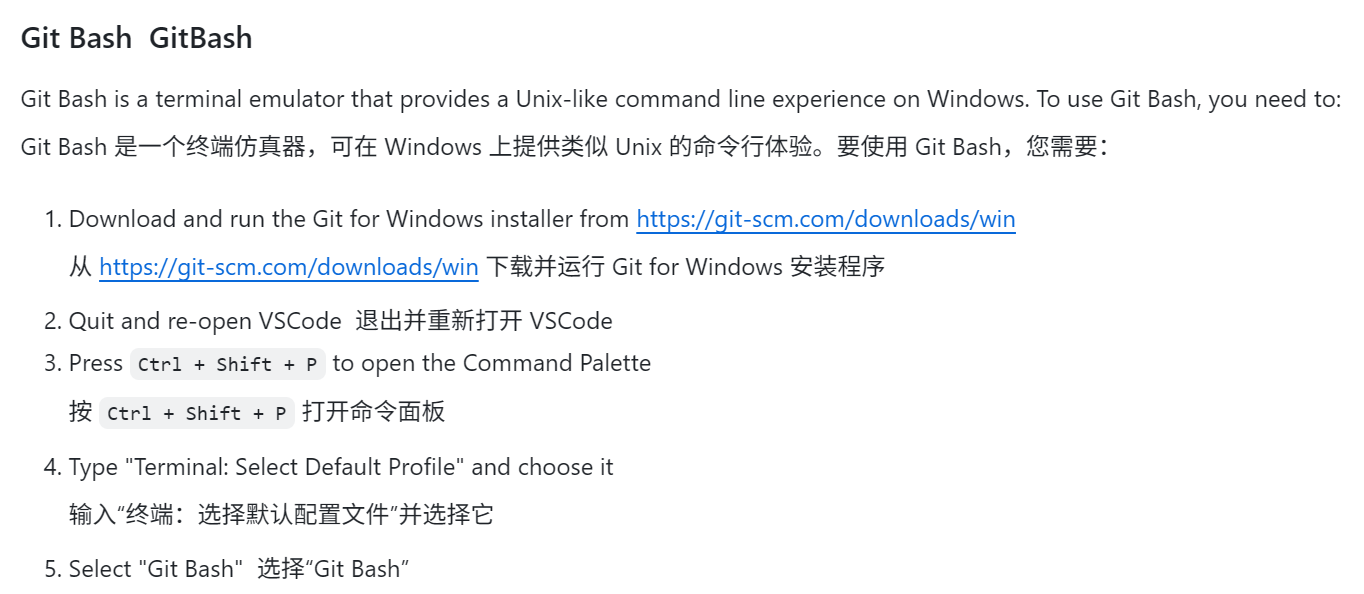 Git Bash  GitBash
Git Bash is a terminal emulator that provides a Unix-like command line experience on Windows. To use Git Bash, you need to:
Git Bash 是一个终端仿真器，可在 Windows 上提供类似 Unix 的命令行体验。要使用 Git Bash，您需要：
1. Download and run the Git for Windows installer from https://git-scm.com/downloads/win
从 https://git-scm.com/downloads/win 下载并运行 Git for Windows 安装程序
2. Quit and re-open VSCode  退出并重新打开 VSCode
3. Press Ctrl + Shift + P to open the Command Palette
按 Ctrl + Shift + P 打开命令面板
4. Type "Terminal: Select Default Profile" and choose it
输入“终端：选择默认配置文件”并选择它
5. Select "Git Bash"  选择“Git Bash”